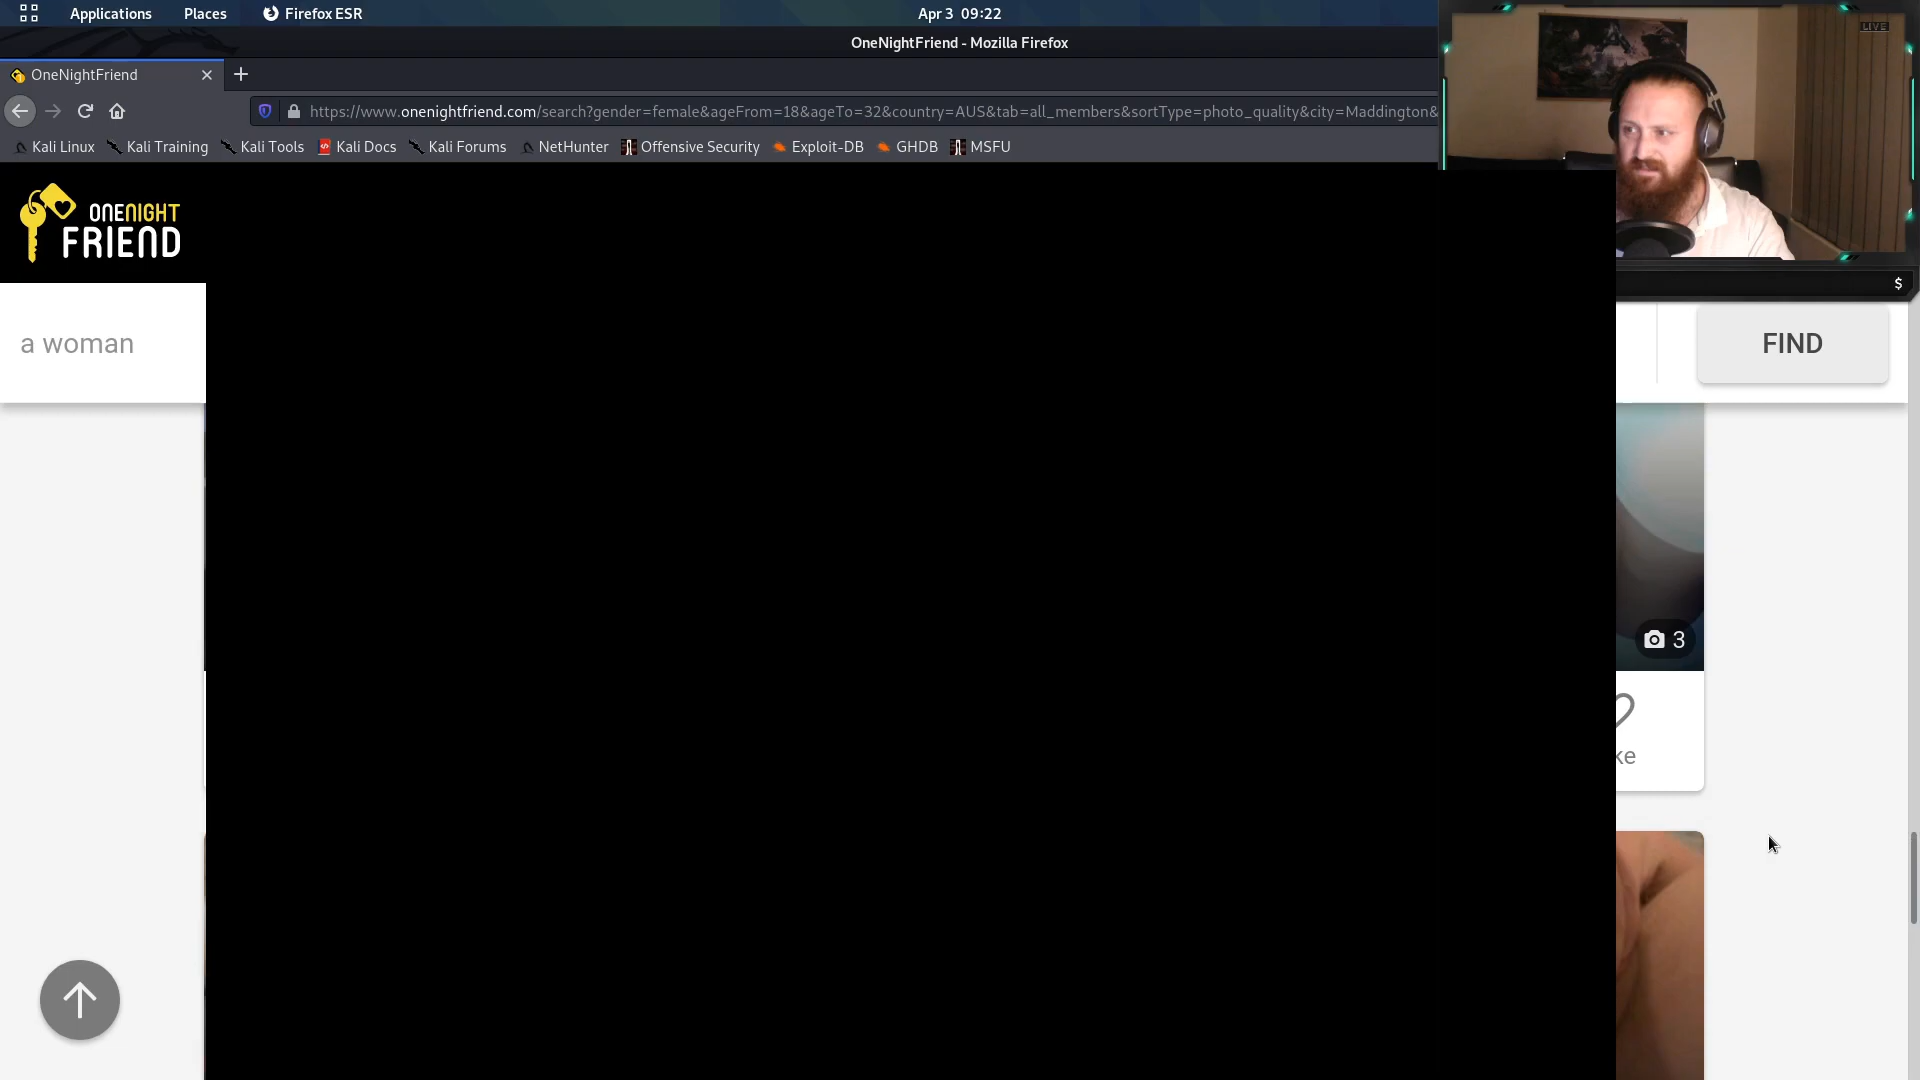 Applications Places Firefox ESR Apr 3 09:22
OneNightFriend - Mozilla Firefox
LIVE
OneNightFriend
https://www.onenightfriend.com/search?gender=female&ageFrom=18&ageTo=32&country=AUS&tab=all_members&sortType=photo_quality&city=Maddington&
Kali Linux Kali Training Kali Tools Kali Docs Kali Forums NetHunter Offensive Security Exploit-DB GHDB MSFU
ONENIGHT
FRIEND
$
a woman FIND
3
ke